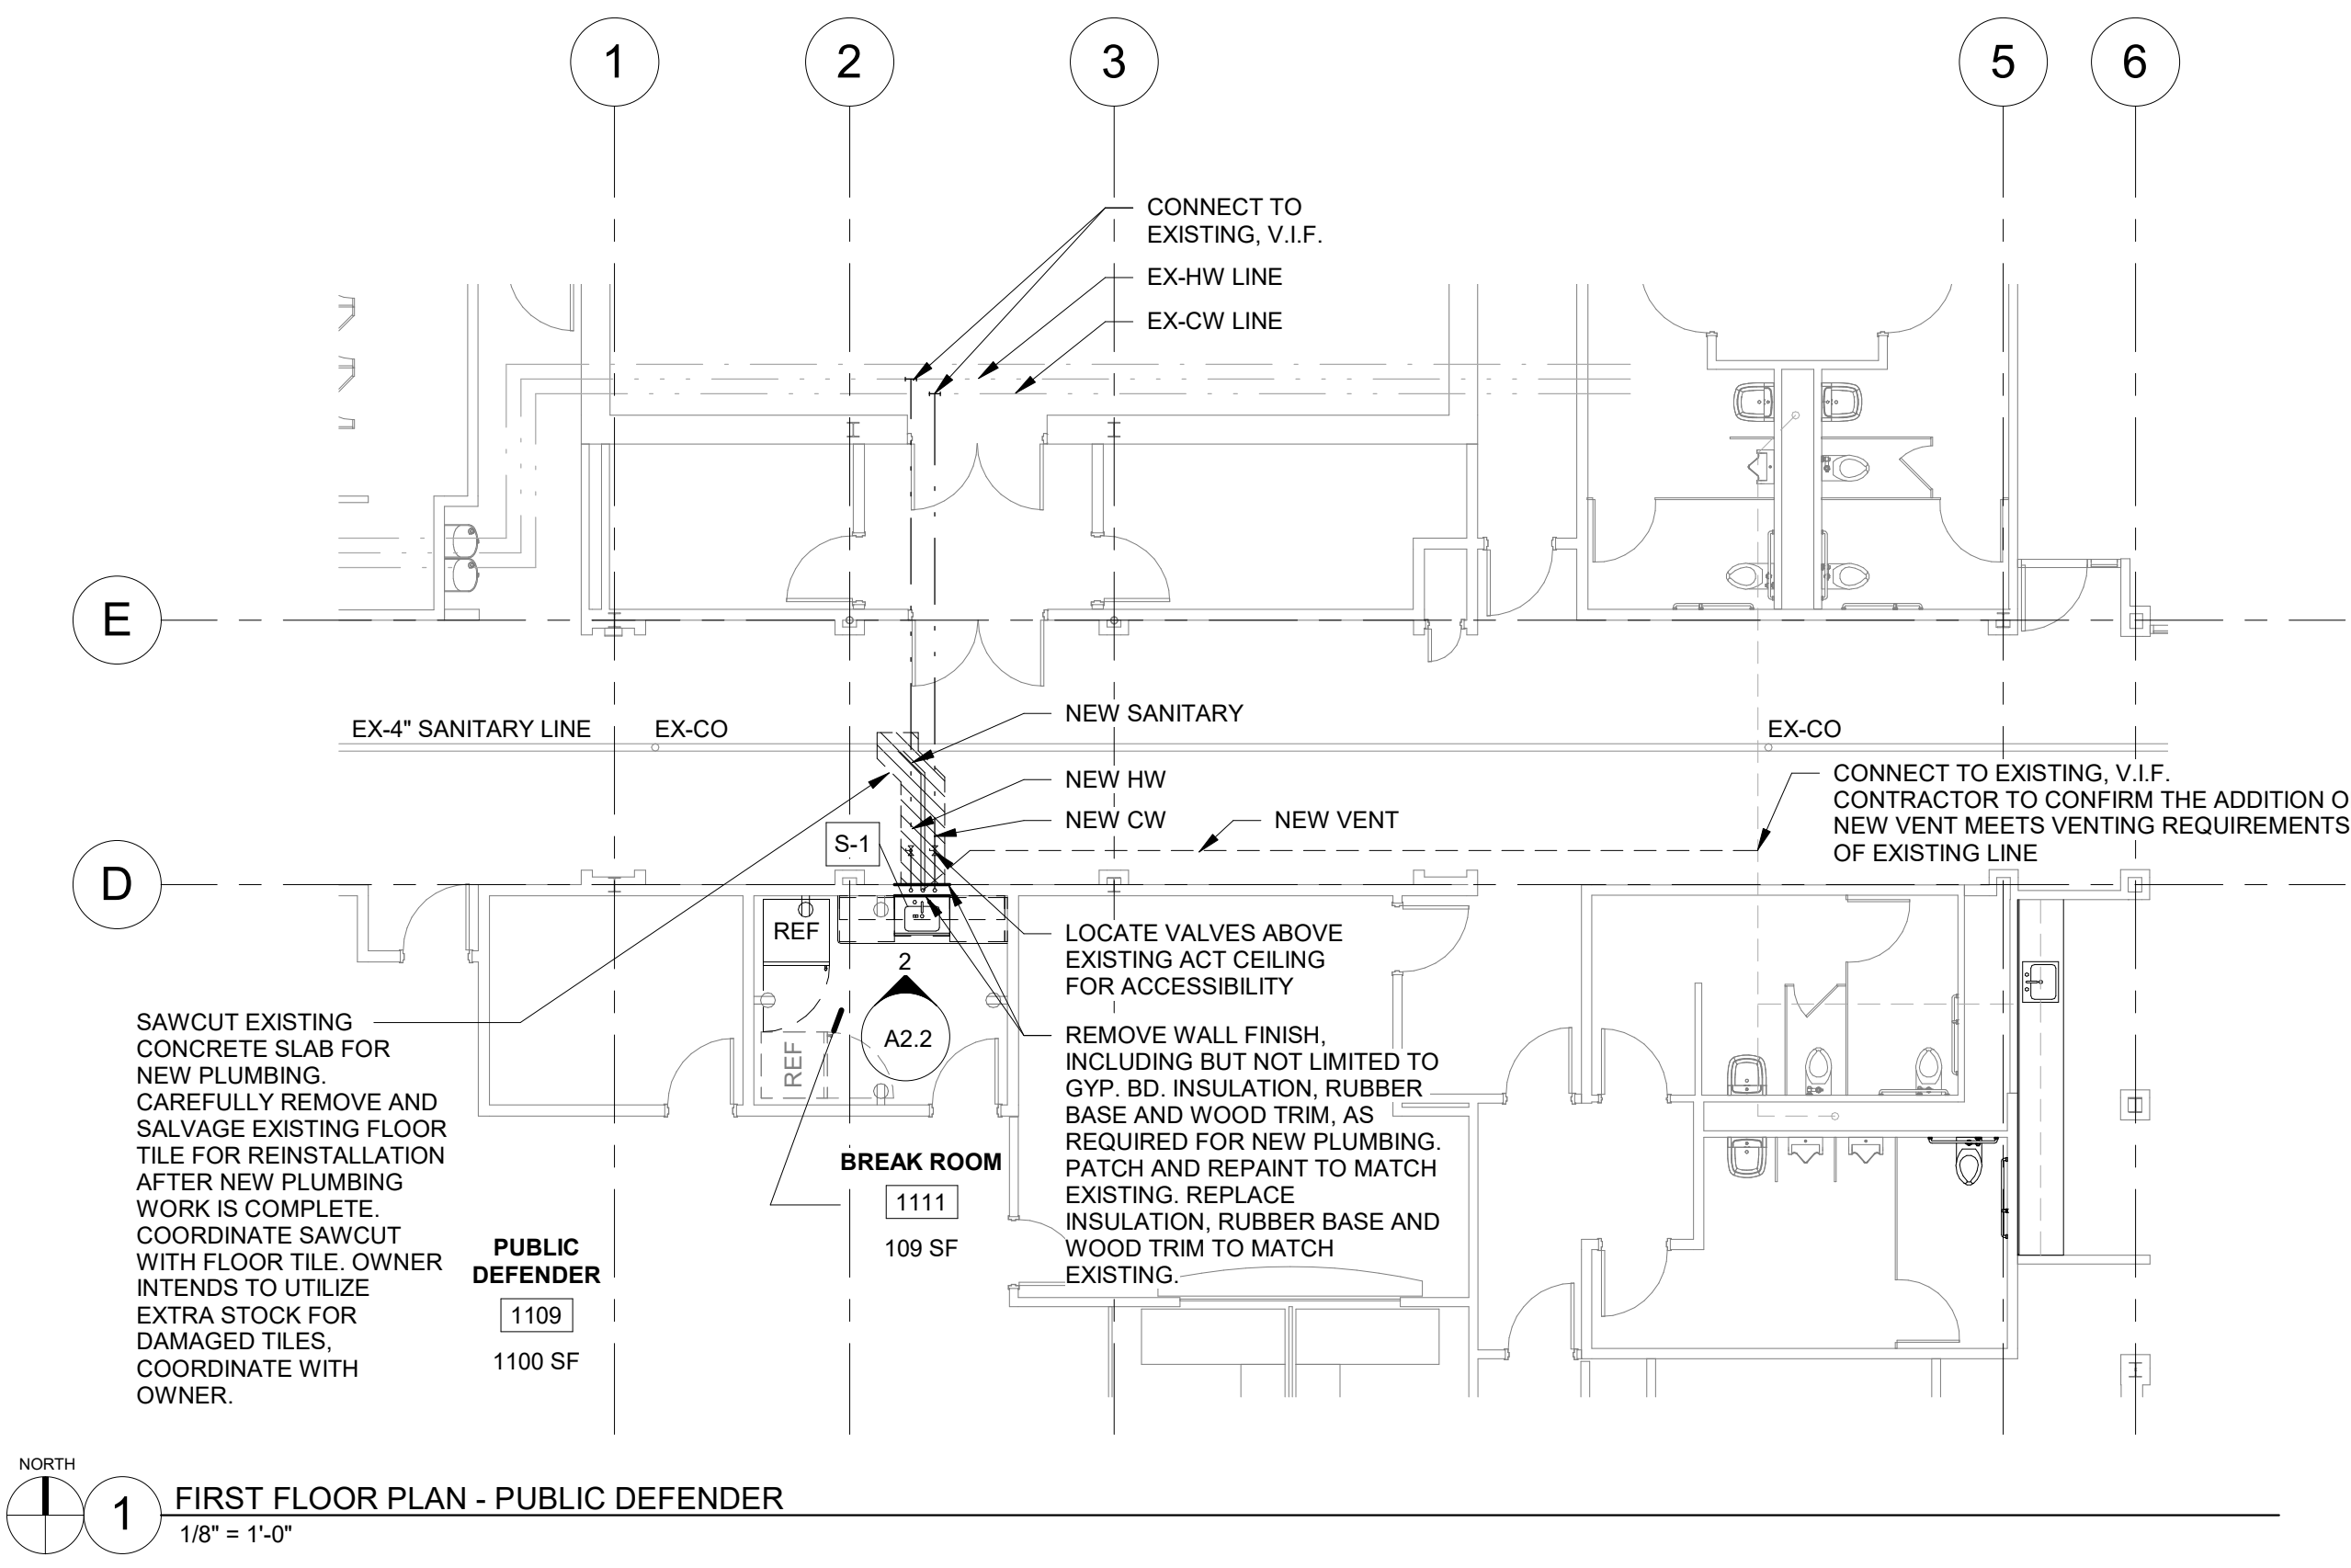 1
2
3
5
6
CONNECT TO
EXISTING, V.I.F.
EX-HW LINE
EX-CW LINE
E
EX-4" SANITARY LINE
EX-CO
NEW SANITARY
EX-CO
NEW HW
NEW CW
NEW VENT
CONNECT TO EXISTING, V.I.F.
CONTRACTOR TO CONFIRM THE ADDITION O
NEW VENT MEETS VENTING REQUIREMENTS
OF EXISTING LINE
S-1
D
REF
2
A2.2
REF
LOCATE VALVES ABOVE
EXISTING ACT CEILING
FOR ACCESSIBILITY
REMOVE WALL FINISH,
INCLUDING BUT NOT LIMITED TO
GYP. BD. INSULATION, RUBBER
BASE AND WOOD TRIM, AS
REQUIRED FOR NEW PLUMBING.
PATCH AND REPAINT TO MATCH
EXISTING. REPLACE
INSULATION, RUBBER BASE AND
WOOD TRIM TO MATCH
EXISTING.
SAWCUT EXISTING
CONCRETE SLAB FOR
NEW PLUMBING.
CAREFULLY REMOVE AND
SALVAGE EXISTING FLOOR
TILE FOR REINSTALLATION
AFTER NEW PLUMBING
WORK IS COMPLETE.
COORDINATE SAWCUT
WITH FLOOR TILE. OWNER
INTENDS TO UTILIZE
EXTRA STOCK FOR
DAMAGED TILES,
COORDINATE WITH
OWNER.
BREAK ROOM
1111
109 SF
PUBLIC
DEFENDER
1109
1100 SF
NORTH
1
FIRST FLOOR PLAN - PUBLIC DEFENDER
1/8" = 1'-0"